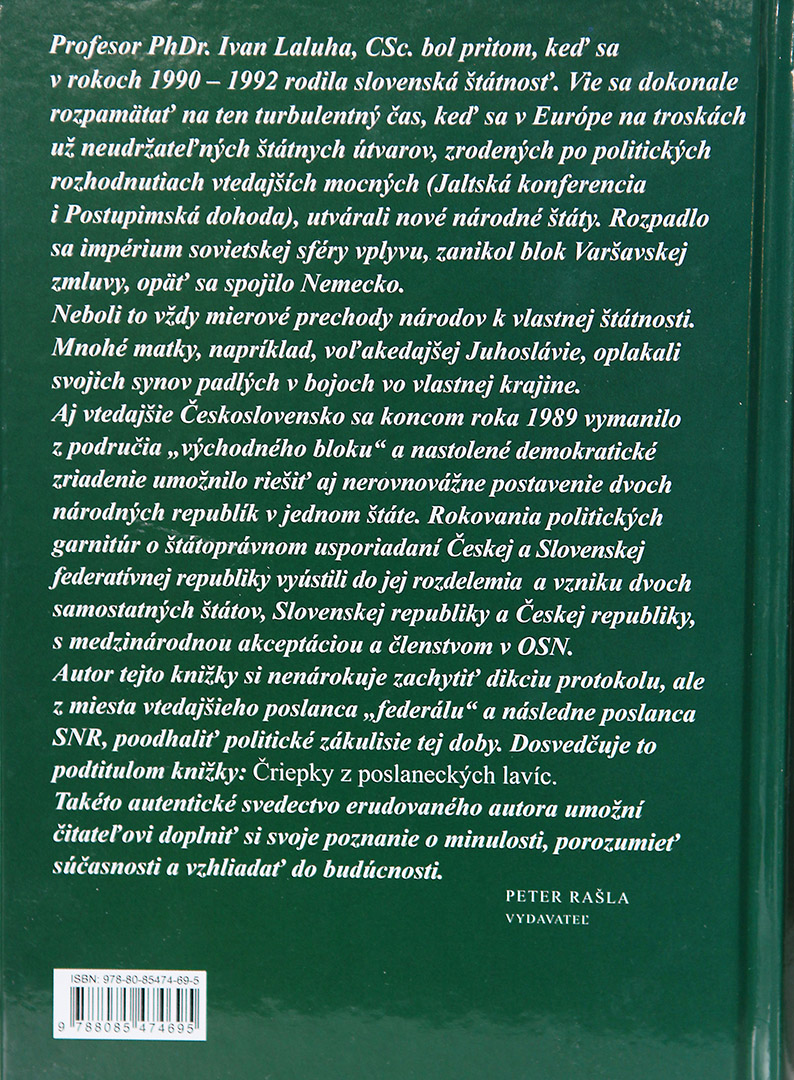 Profesor PhDr. Ivan Laluha, CSc. bol pritom, keď sa
v rokoch 1990 – 1992 rodila slovenská štátnosť. Vie sa dokonale
rozpamätať na ten turbulentný čas, keď sa v Európe na troskách
už neudržateľných štátnych útvarov, zrodených po politických
rozhodnutiach vtedajších mocných (Jaltská konferencia
i Postupimská dohoda), utvárali nové národné štáty. Rozpadlo
sa impérium sovietskej sféry vplyvu, zanikol blok Varšavskej
zmluvy, opäť sa spojilo Nemecko.
Neboli to vždy mierové prechody národov k vlastnej štátnosti.
Mnohé matky, napríklad, voľakedajšej Juhoslávie, oplakali
svojich synov padlých v bojoch vo vlastnej krajine.
Aj vtedajšie Československo sa koncom roka 1989 vymanilo
z područia „východného bloku“ a nastolené demokratické
zriadenie umožnilo riešiť aj nerovnovážne postavenie dvoch
národných republík v jednom štáte. Rokovania politických
garnitúr o štátoprávnom usporiadaní Českej a Slovenskej
federatívnej republiky vyústili do jej rozdelemia a vzniku dvoch
samostatných štátov, Slovenskej republiky a Českej republiky,
s medzinárodnou akceptáciou a členstvom v OSN.
Autor tejto knižky si nenárokuje zachytiť dikciu protokolu, ale
z miesta vtedajšieho poslanca „federálu“ a následne poslanca
SNR, poodhaliť politické zákulisie tej doby. Dosvedčuje to
podtitulom knižky: Čriepky z poslaneckých lavíc.
Takéto autentické svedectvo erudovaného autora umožní
čitateľovi doplniť si svoje poznanie o minulosti, porozumieť
súčasnosti a vzhliadať do budúcnosti.
PETER RAŠLA
VYDAVATEĽ
ISBN: 978-80-85474-69-5
9 788085 474695